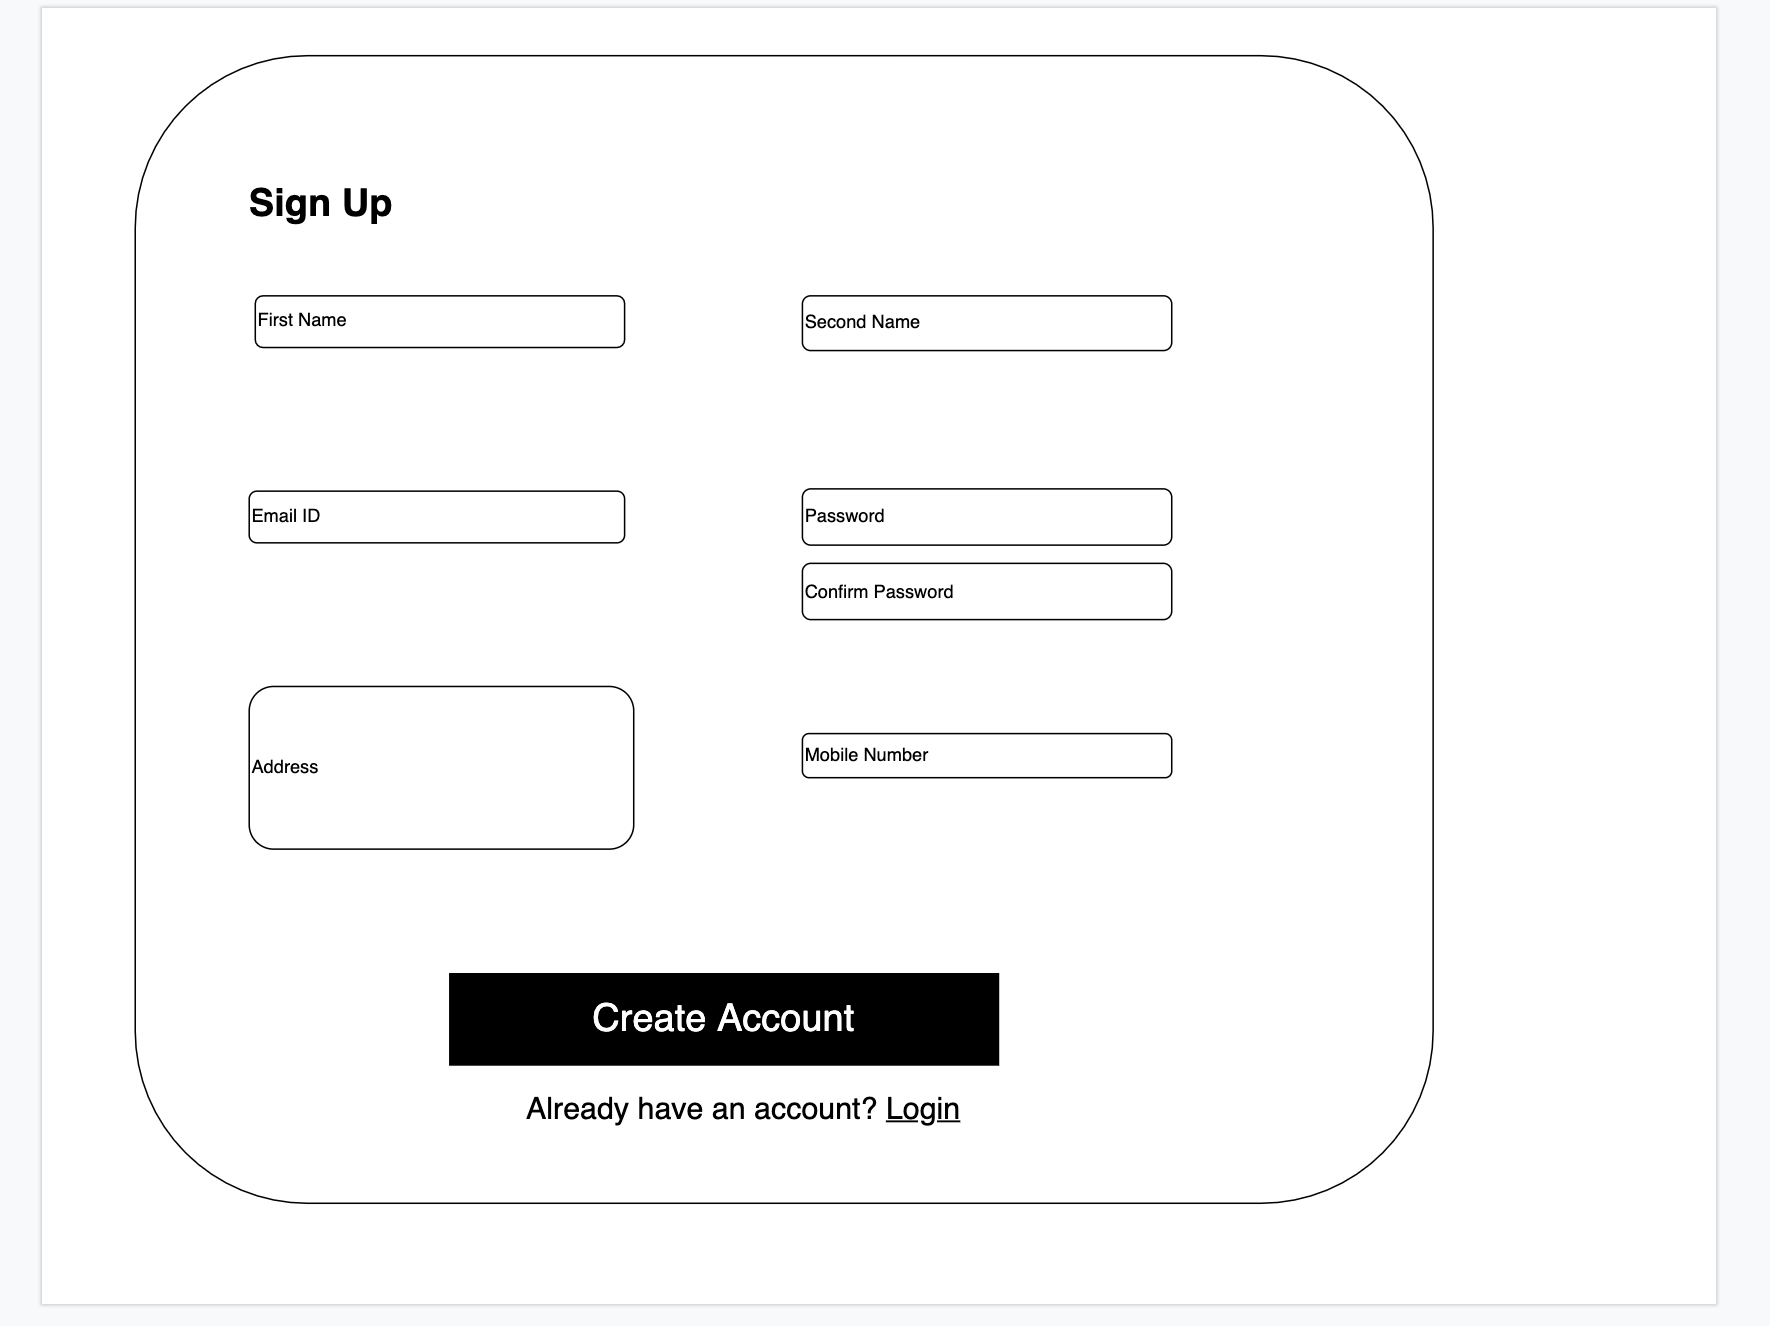 Sign Up
First Name
Second Name
Email ID
Password
Confirm Password
Address
Mobile Number
Create Account
Already have an account? Login